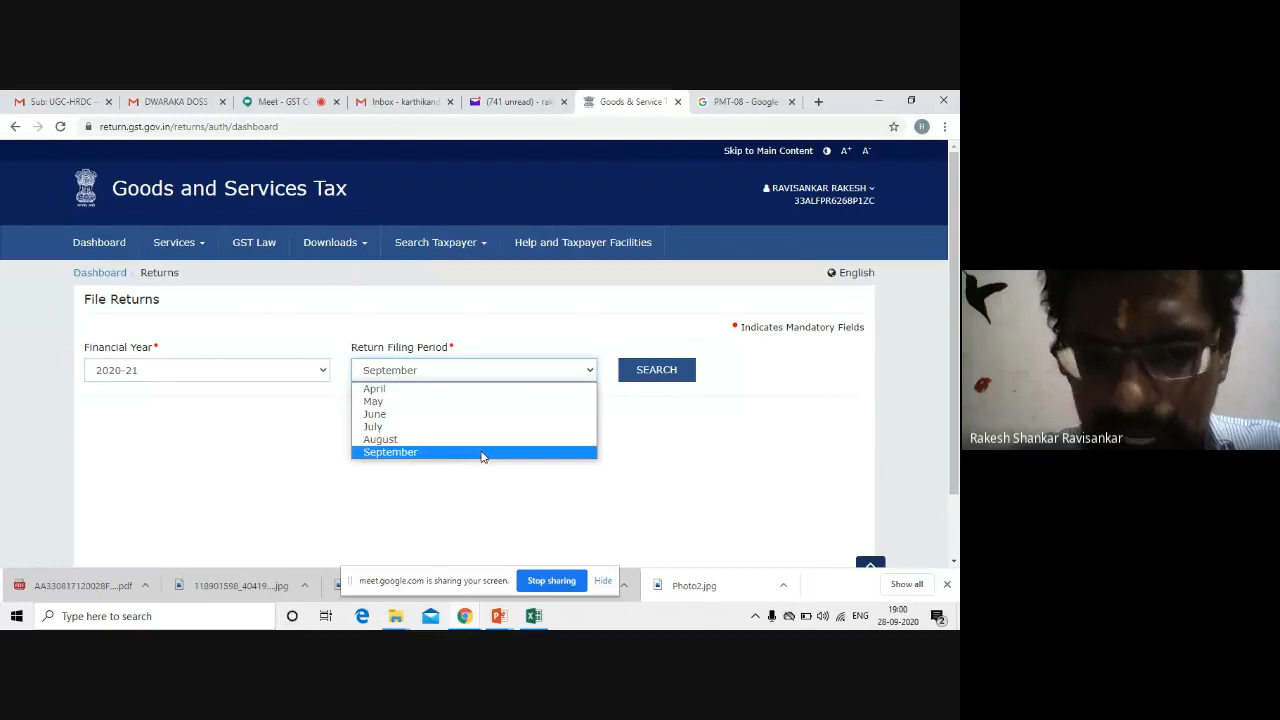 Sub: UGC-HRDC
DWARAKA DOSS
Meet - GST C
Inbox - karthikand
(741 unread) - rak
Goods & Service T
PMT-08 - Google
return.gst.gov.in/returns/auth/dashboard
R
Skip to Main Content A+ A-
Goods and Services Tax
RAVISANKAR RAKESH
33ALFPR6268P1ZC
Dashboard Services GST Law Downloads Search Taxpayer Help and Taxpayer Facilities
Dashboard Returns English
File Returns
• Indicates Mandatory Fields
Financial Year• Return Filing Period•
2020-21 September SEARCH
April
May
June
July
August
September
Rakesh Shankar Ravisankar
AA330817120028F....pdf 118901598_40419....jpg Photo2.jpg Show all
meet.google.com is sharing your screen. Stop sharing Hide
Type here to search
ENG
19:00
28-09-2020
2